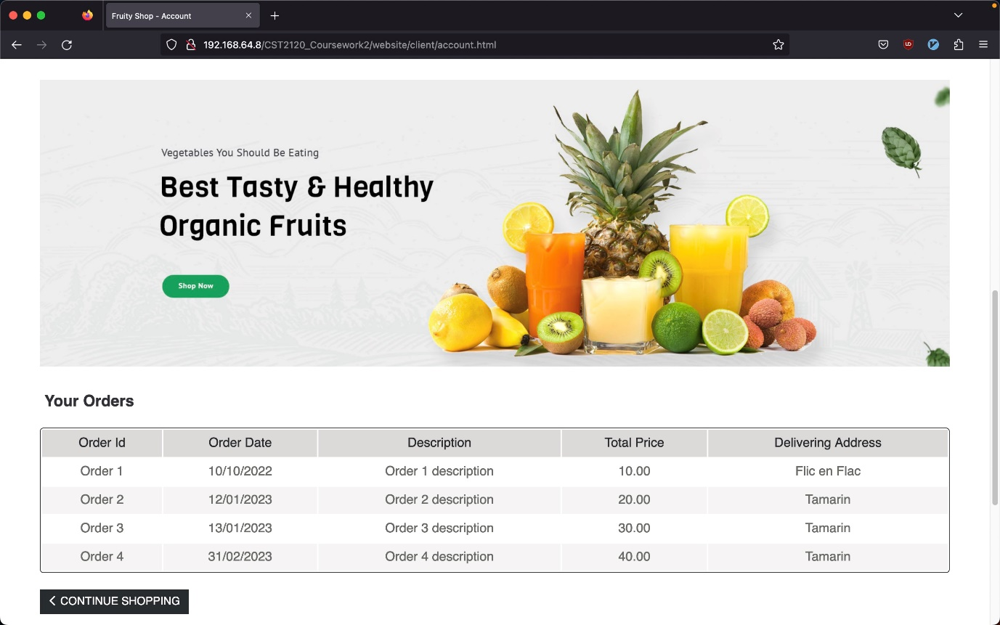 Fruity Shop - Account
192.168.64.8/CST2120_Coursework2/website/client/account.html
Vegetables You Should Be Eating
Best Tasty & Healthy
Organic Fruits
Shop Now
Your Orders
Order Id Order Date Description Total Price Delivering Address
Order 1 10/10/2022 Order 1 description 10.00 Flic en Flac
Order 2 12/01/2023 Order 2 description 20.00 Tamarin
Order 3 13/01/2023 Order 3 description 30.00 Tamarin
Order 4 31/02/2023 Order 4 description 40.00 Tamarin
CONTINUE SHOPPING